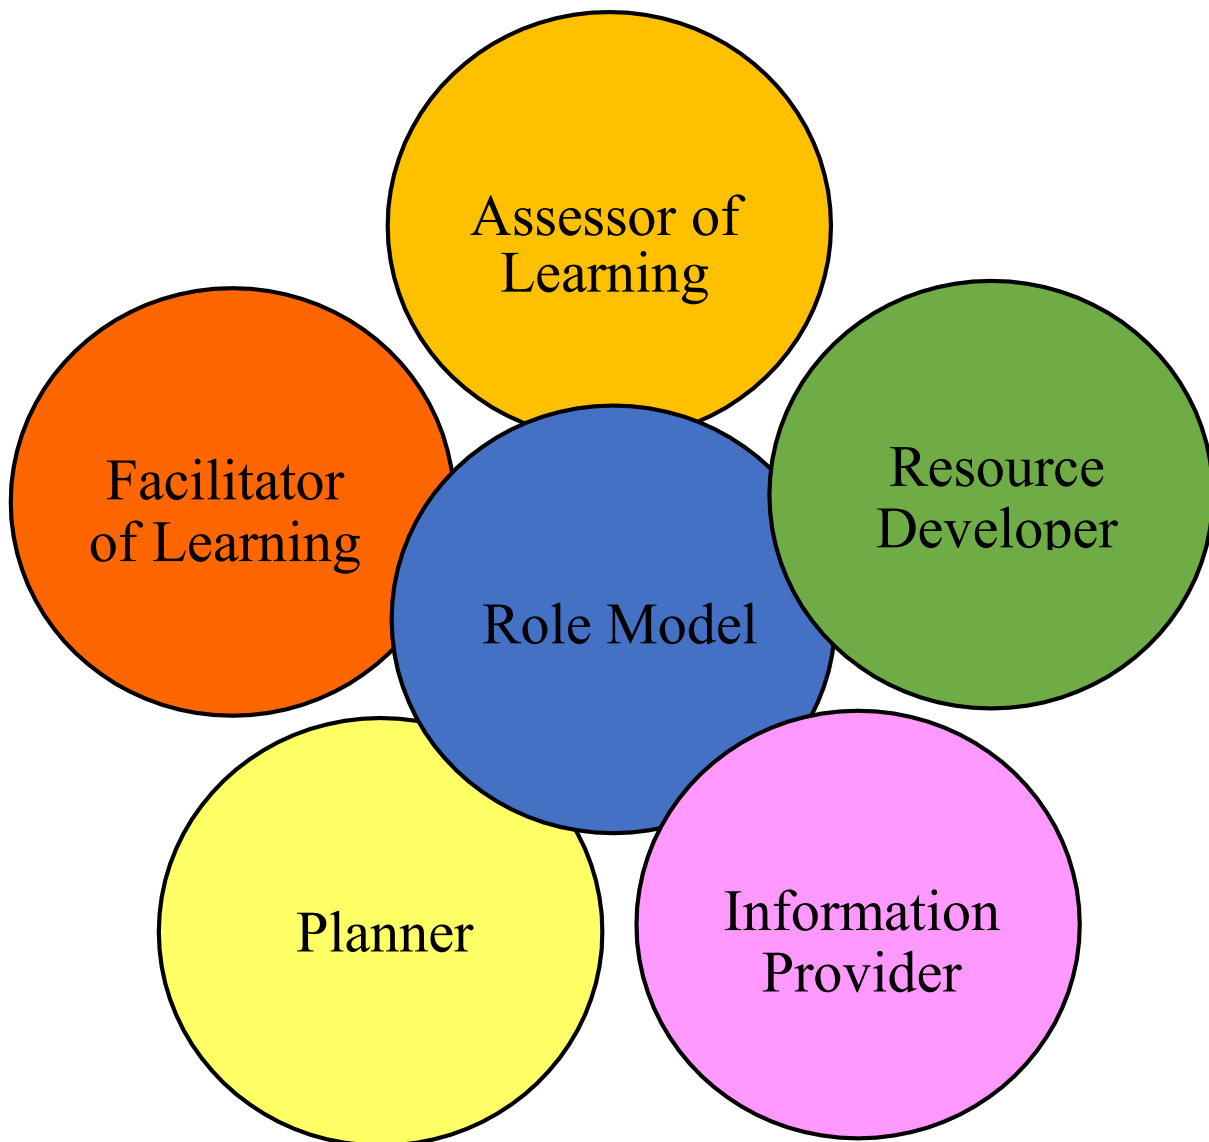 Assessor of
Learning
Facilitator
of Learning
Resource
Developer
Role Model
Planner
Information
Provider